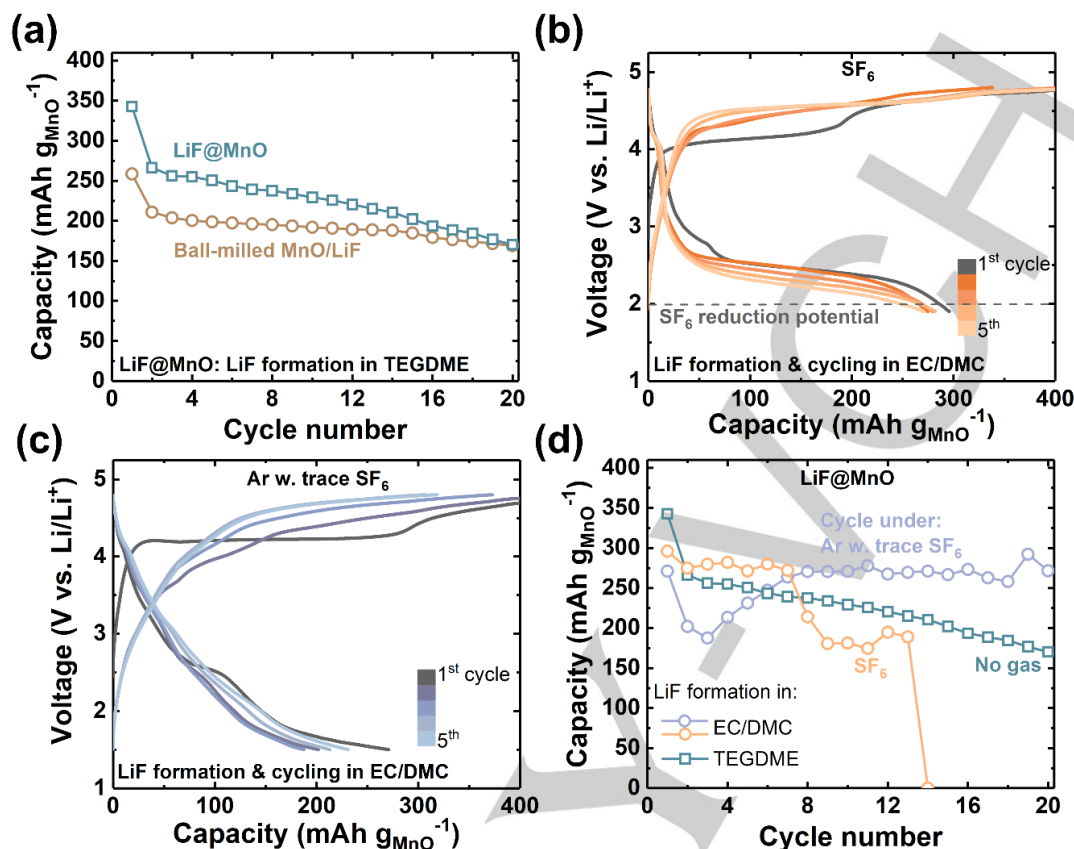 (a)
400
350
300
250
200
150
100
50
0
Capacity (mAh gMnO⁻¹)
LiF@MnO
Ball-milled MnO/LiF
LiF@MnO: LiF formation in TEGDME
0 4 8 12 16 20
Cycle number
(b)
SF₆
5
4
3
2
1
Voltage (V vs. Li/Li⁺)
1st cycle
5th
SF₆ reduction potential
LiF formation & cycling in EC/DMC
0 100 200 300 400
Capacity (mAh gMnO⁻¹)
(c)
Ar w. trace SF₆
5
4
3
2
1
Voltage (V vs. Li/Li⁺)
1st cycle
5th
LiF formation & cycling in EC/DMC
0 100 200 300 400
Capacity (mAh gMnO⁻¹)
(d)
LiF@MnO
400
350
300
250
200
150
100
50
0
Capacity (mAh gMnO⁻¹)
Cycle under:
Ar w. trace SF₆
SF₆
No gas
LiF formation in:
EC/DMC
TEGDME
0 4 8 12 16 20
Cycle number